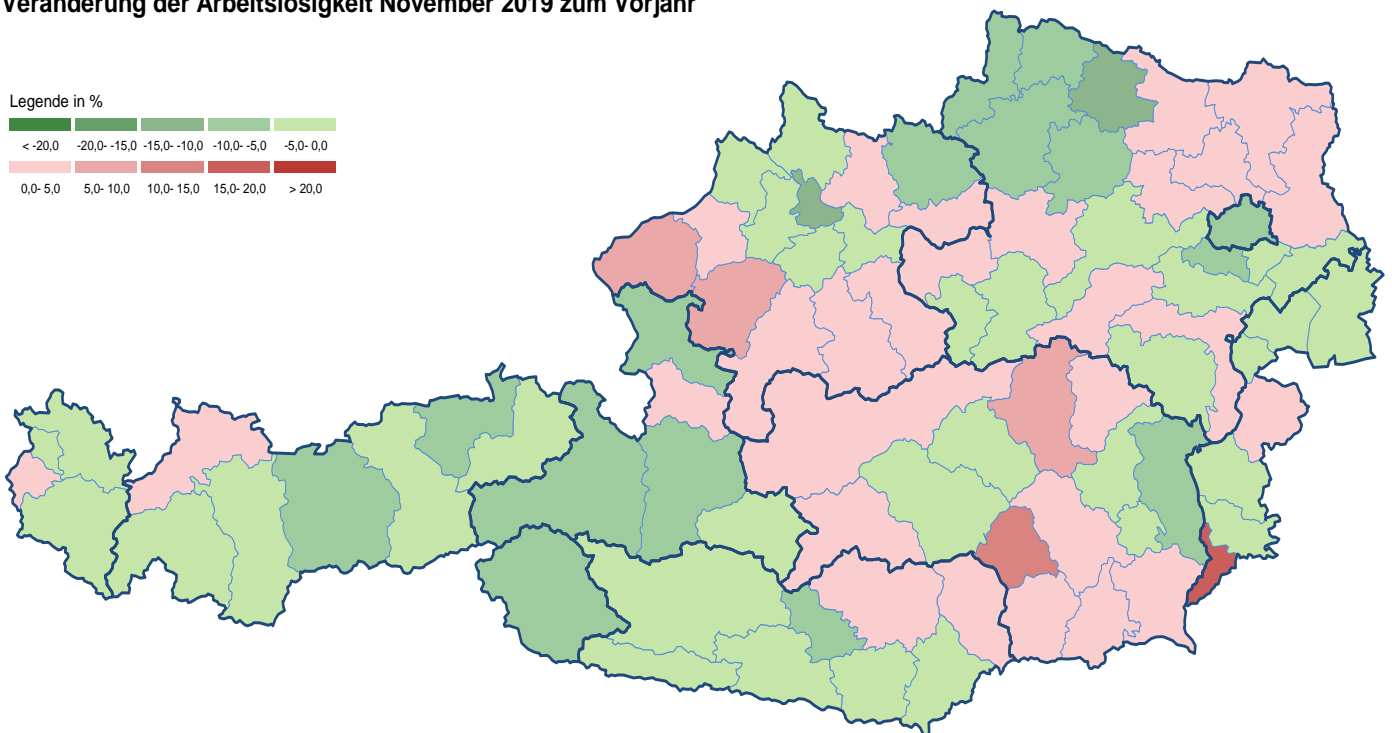 Veränderung der Arbeitslosigkeit November 2019 zum Vorjahr
Legende in %
< -20,0 -20,0- -15,0 -15,0- -10,0 -10,0- -5,0 -5,0- 0,0
0,0- 5,0 5,0- 10,0 10,0- 15,0 15,0- 20,0 > 20,0